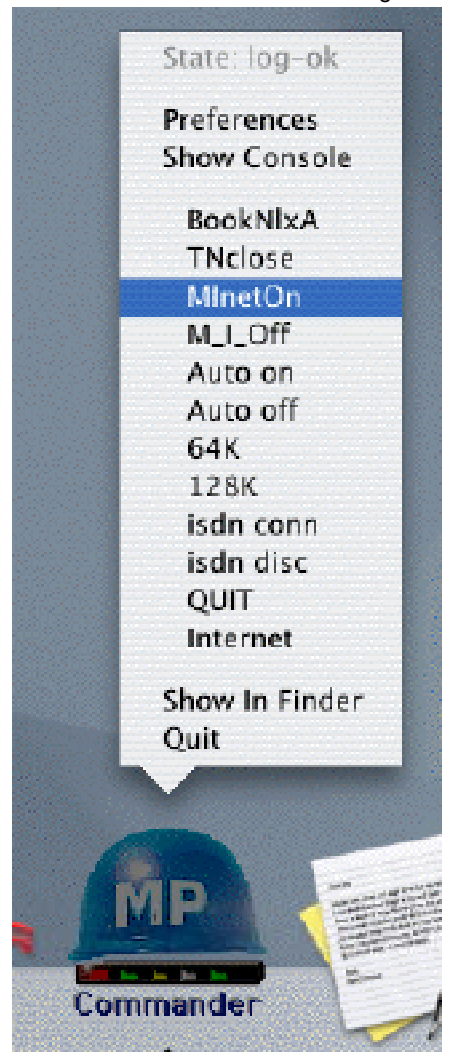 State: log-ok
Preferences
Show Console
BookNlxA
TNclose
MInetOn
M_I_Off
Auto on
Auto off
64K
128K
isdn conn
isdn disc
QUIT
Internet
Show In Finder
Quit
MP
Commander